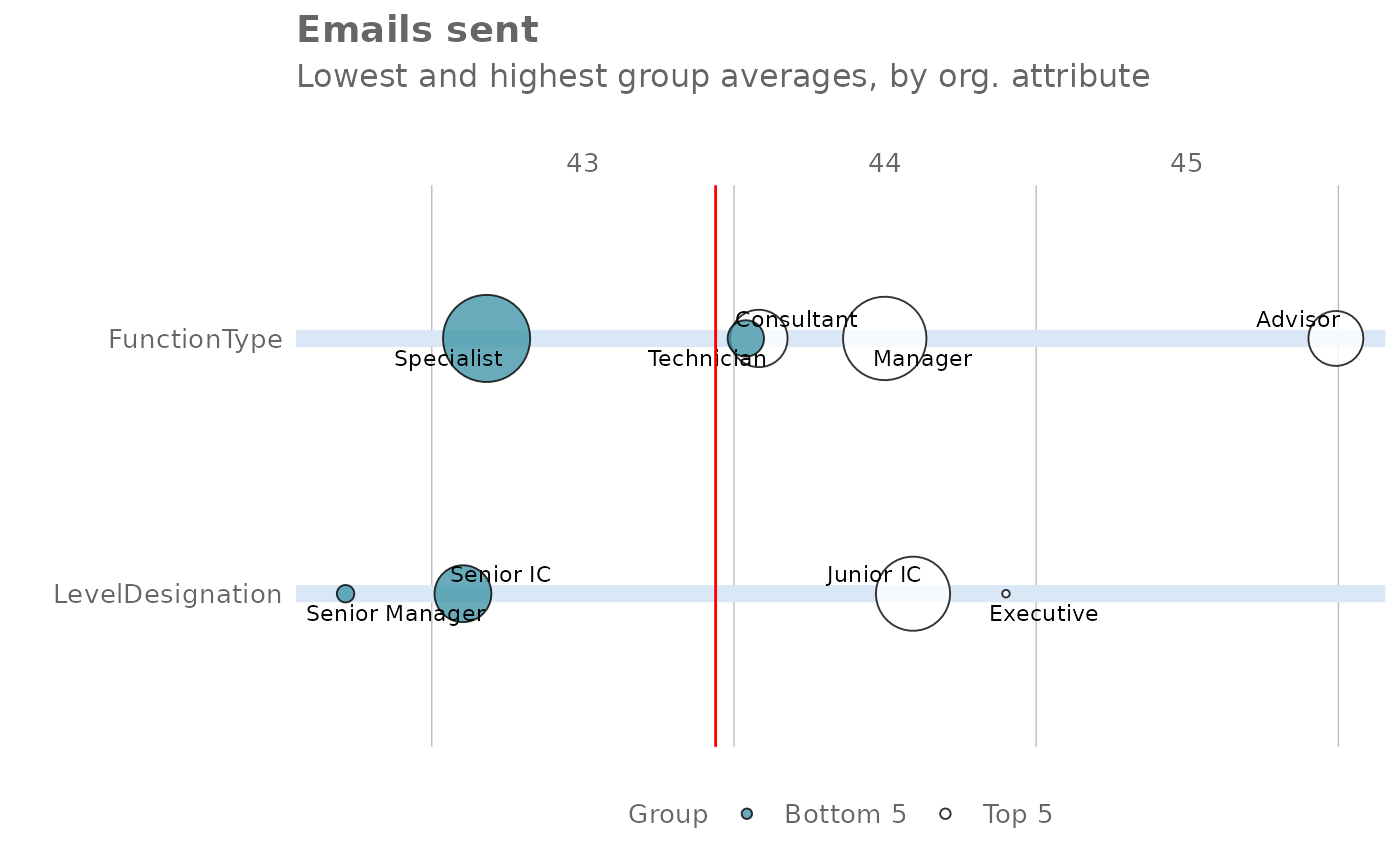 Emails sent
Lowest and highest group averages, by org. attribute
43 44 45
FunctionType
Consultant
Advisor
Specialist
Technician
Manager
LevelDesignation
Senior IC
Junior IC
Senior Manager
Executive
Group Bottom 5 Top 5